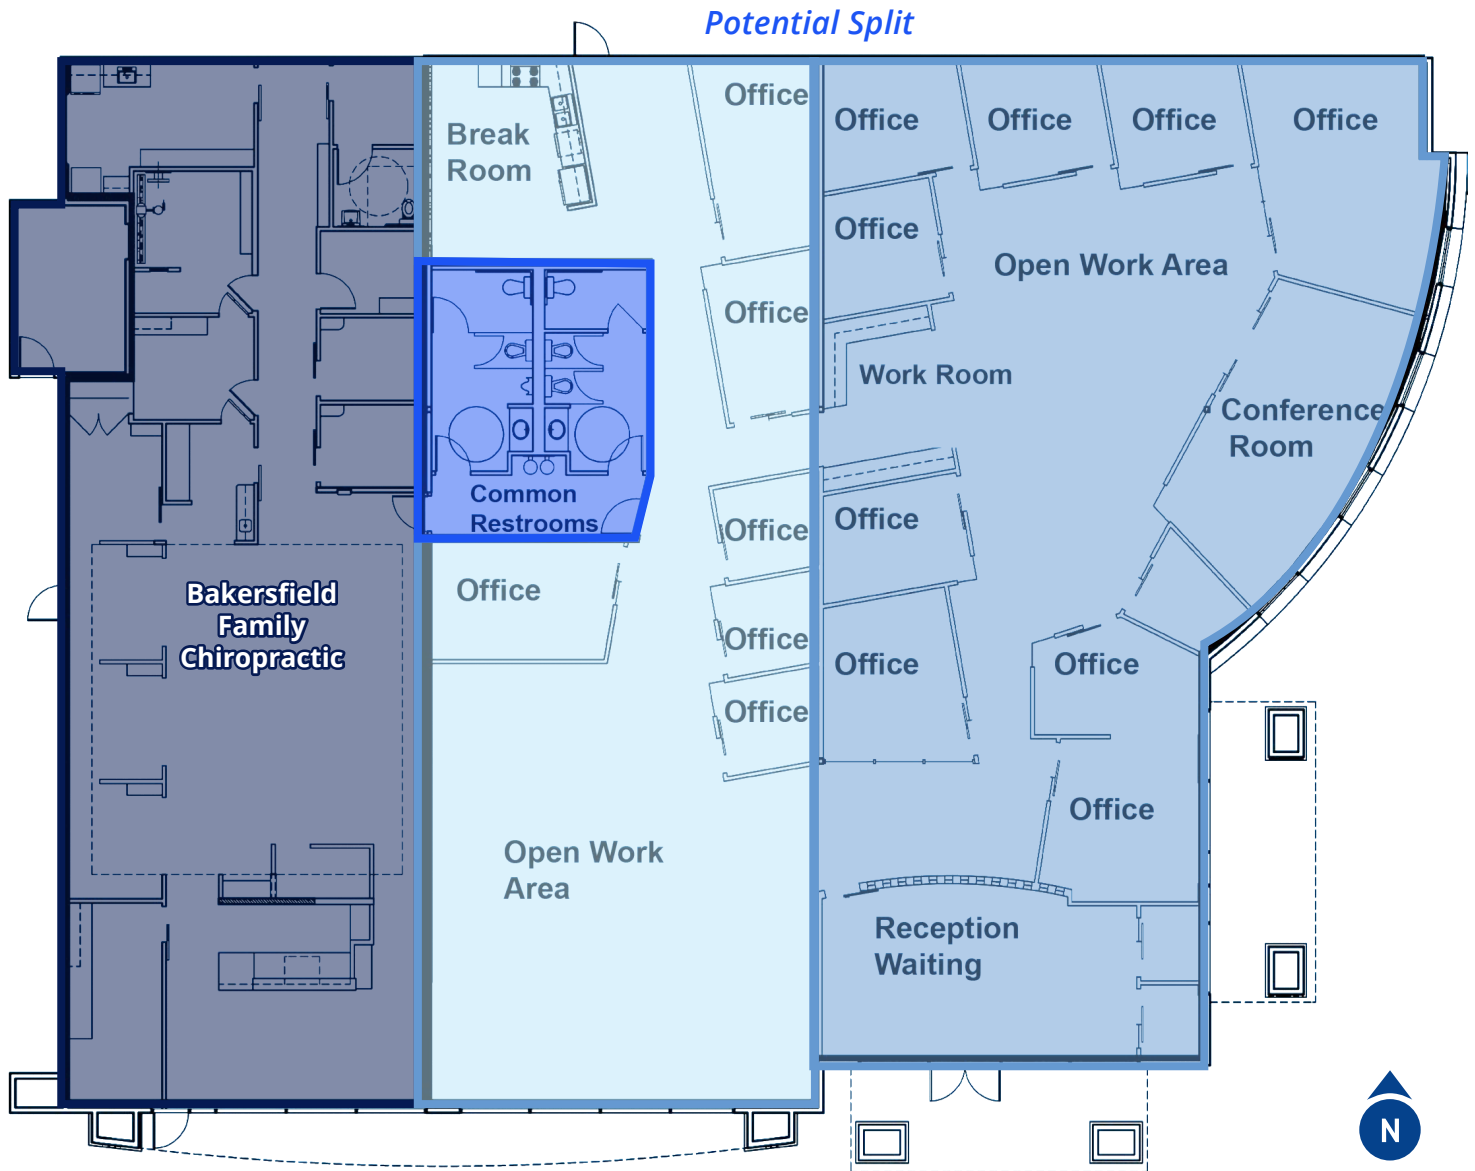 Potential Split
Office
Break
Room
Office
Office
Office
Office
Office
Open Work Area
Office
Work Room
Conference
Room
Common
Restrooms
Office
Office
Office
Bakersfield
Family
Chiropractic
Office
Office
Office
Office
Office
Open Work
Area
Reception
Waiting
N